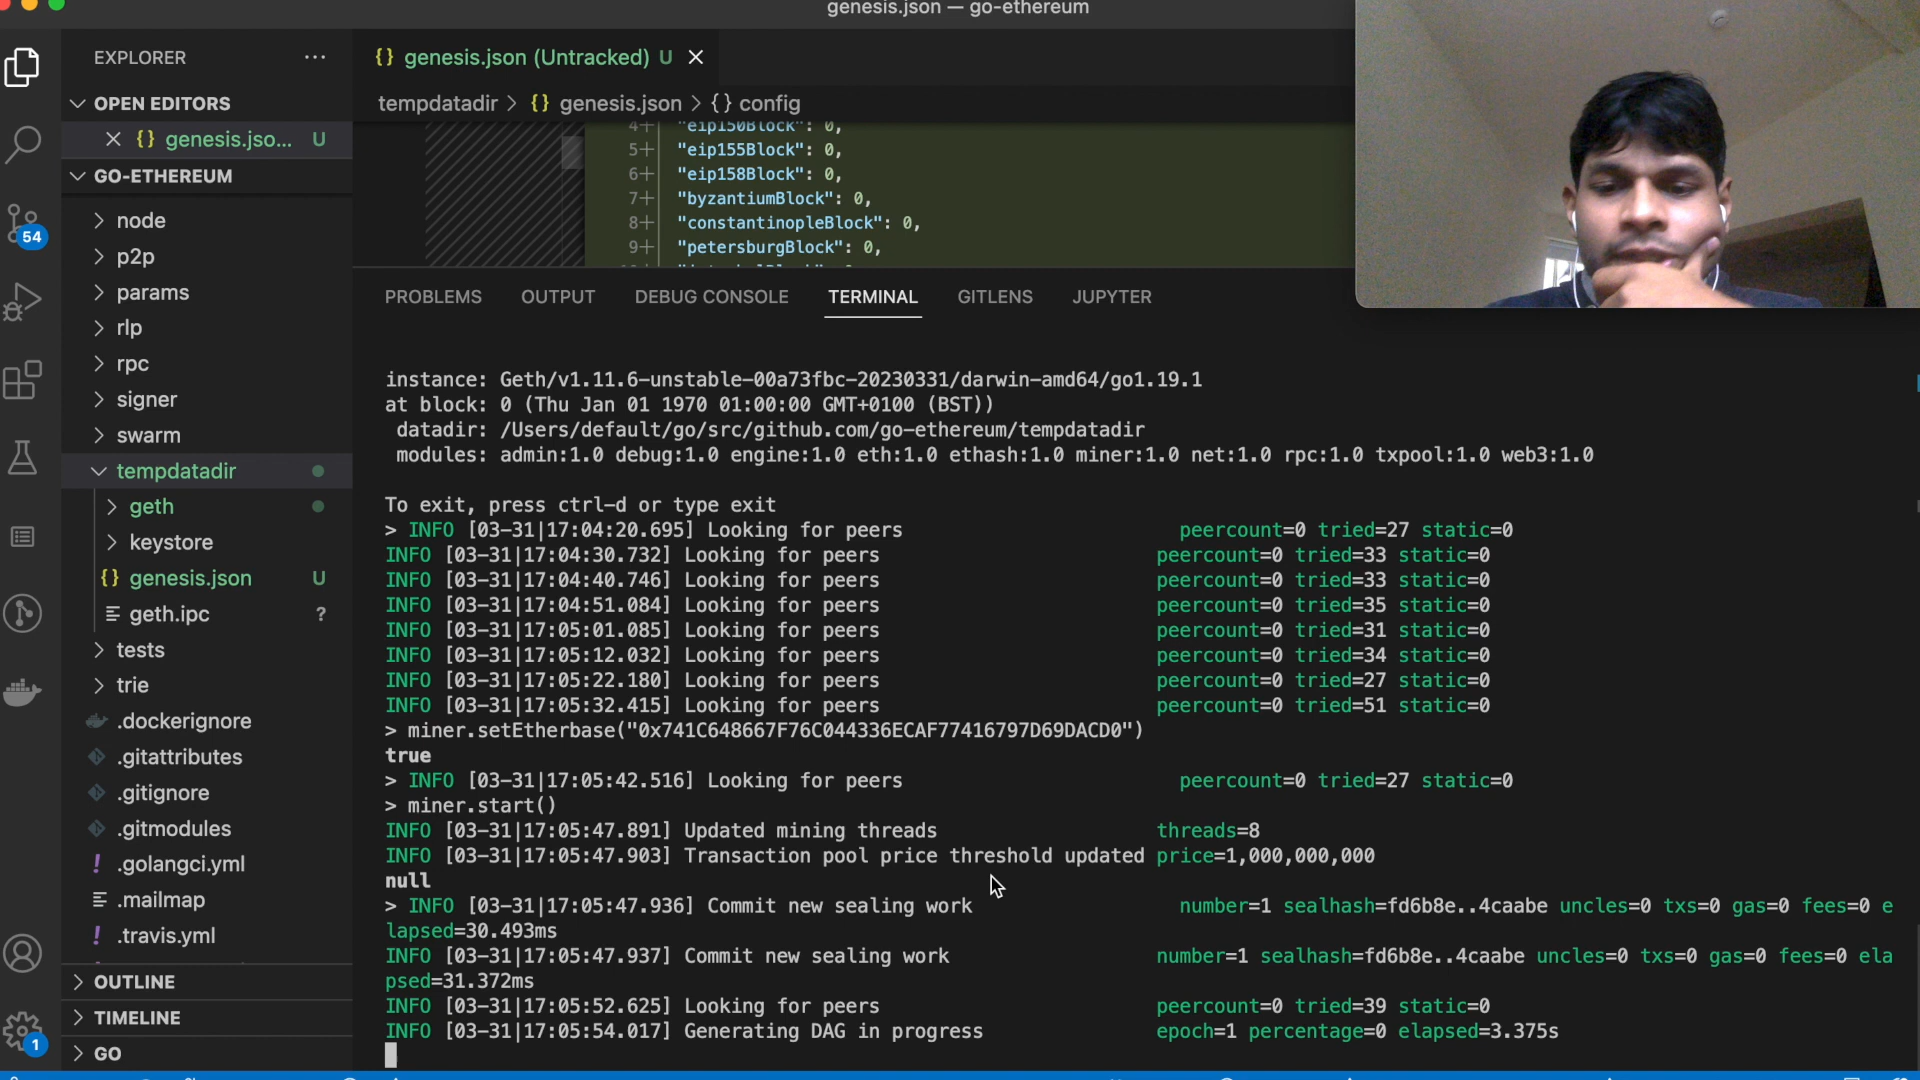 genesis.json — go-ethereum
EXPLORER
genesis.json (Untracked) U
OPEN EDITORS
tempdatadir > {} genesis.json > {} config
{} genesis.jso... U
GO-ETHEREUM
4+ "eip150Block": 0,
5+ "eip155Block": 0,
6+ "eip158Block": 0,
7+ "byzantiumBlock": 0,
8+ "constantinopleBlock": 0,
9+ "petersburgBlock": 0,
54
node
p2p
params
rlp
rpc
signer
swarm
tempdatadir
geth
keystore
{} genesis.json U
geth.ipc ?
tests
trie
.dockerignore
.gitattributes
.gitignore
.gitmodules
! .golangci.yml
.mailmap
! .travis.yml
OUTLINE
TIMELINE
1
GO
PROBLEMS OUTPUT DEBUG CONSOLE TERMINAL GITLENS JUPYTER
instance: Geth/v1.11.6-unstable-00a73fbc-20230331/darwin-amd64/go1.19.1
at block: 0 (Thu Jan 01 1970 01:00:00 GMT+0100 (BST))
datadir: /Users/default/go/src/github.com/go-ethereum/tempdatadir
modules: admin:1.0 debug:1.0 engine:1.0 eth:1.0 ethash:1.0 miner:1.0 net:1.0 rpc:1.0 txpool:1.0 web3:1.0
To exit, press ctrl-d or type exit
> INFO [03-31|17:04:20.695] Looking for peers peercount=0 tried=27 static=0
INFO [03-31|17:04:30.732] Looking for peers peercount=0 tried=33 static=0
INFO [03-31|17:04:40.746] Looking for peers peercount=0 tried=33 static=0
INFO [03-31|17:04:51.084] Looking for peers peercount=0 tried=35 static=0
INFO [03-31|17:05:01.085] Looking for peers peercount=0 tried=31 static=0
INFO [03-31|17:05:12.032] Looking for peers peercount=0 tried=34 static=0
INFO [03-31|17:05:22.180] Looking for peers peercount=0 tried=27 static=0
INFO [03-31|17:05:32.415] Looking for peers peercount=0 tried=51 static=0
> miner.setEtherbase("0x741C648667F76C044336ECAF77416797D69DACD0")
true
> INFO [03-31|17:05:42.516] Looking for peers peercount=0 tried=27 static=0
> miner.start()
INFO [03-31|17:05:47.891] Updated mining threads threads=8
INFO [03-31|17:05:47.903] Transaction pool price threshold updated price=1,000,000,000
null
> INFO [03-31|17:05:47.936] Commit new sealing work number=1 sealhash=fd6b8e..4caabe uncles=0 txs=0 gas=0 fees=0 e
lapsed=30.493ms
INFO [03-31|17:05:47.937] Commit new sealing work number=1 sealhash=fd6b8e..4caabe uncles=0 txs=0 gas=0 fees=0 ela
psed=31.372ms
INFO [03-31|17:05:52.625] Looking for peers peercount=0 tried=39 static=0
INFO [03-31|17:05:54.017] Generating DAG in progress epoch=1 percentage=0 elapsed=3.375s